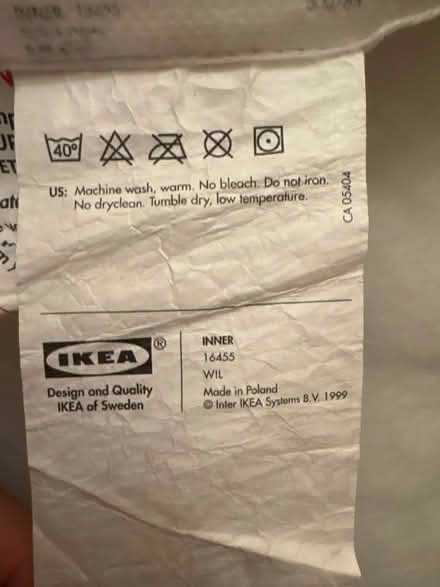 40°
US: Machine wash, warm. No bleach. Do not iron.
No dryclean. Tumble dry, low temperature.
CA 05404
IKEA®
Design and Quality
IKEA of Sweden
INNER
16455
WIL
Made in Poland
© Inter IKEA Systems B.V. 1999